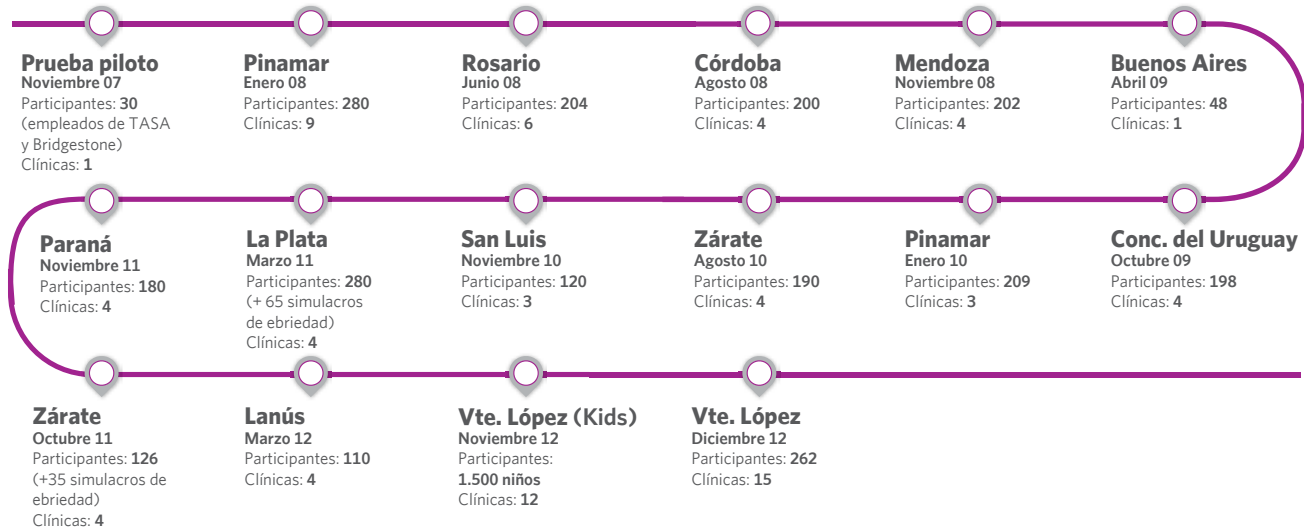 Prueba piloto
Noviembre 07
Participantes: 30
(empleados de TASA
y Bridgestone)
Clínicas: 1
Pinamar
Enero 08
Participantes: 280
Clínicas: 9
Rosario
Junio 08
Participantes: 204
Clínicas: 6
Córdoba
Agosto 08
Participantes: 200
Clínicas: 4
Mendoza
Noviembre 08
Participantes: 202
Clínicas: 4
Buenos Aires
Abril 09
Participantes: 48
Clínicas: 1
Paraná
Noviembre 11
Participantes: 180
Clínicas: 4
La Plata
Marzo 11
Participantes: 280
(+ 65 simulacros
de ebriedad)
Clínicas: 4
San Luis
Noviembre 10
Participantes: 120
Clínicas: 3
Zárate
Agosto 10
Participantes: 190
Clínicas: 4
Pinamar
Enero 10
Participantes: 209
Clínicas: 3
Conc. del Uruguay
Octubre 09
Participantes: 198
Clínicas: 4
Zárate
Octubre 11
Participantes: 126
(+35 simulacros de
ebriedad)
Clínicas: 4
Lanús
Marzo 12
Participantes: 110
Clínicas: 4
Vte. López (Kids)
Noviembre 12
Participantes:
1.500 niños
Clínicas: 12
Vte. López
Diciembre 12
Participantes: 262
Clínicas: 15